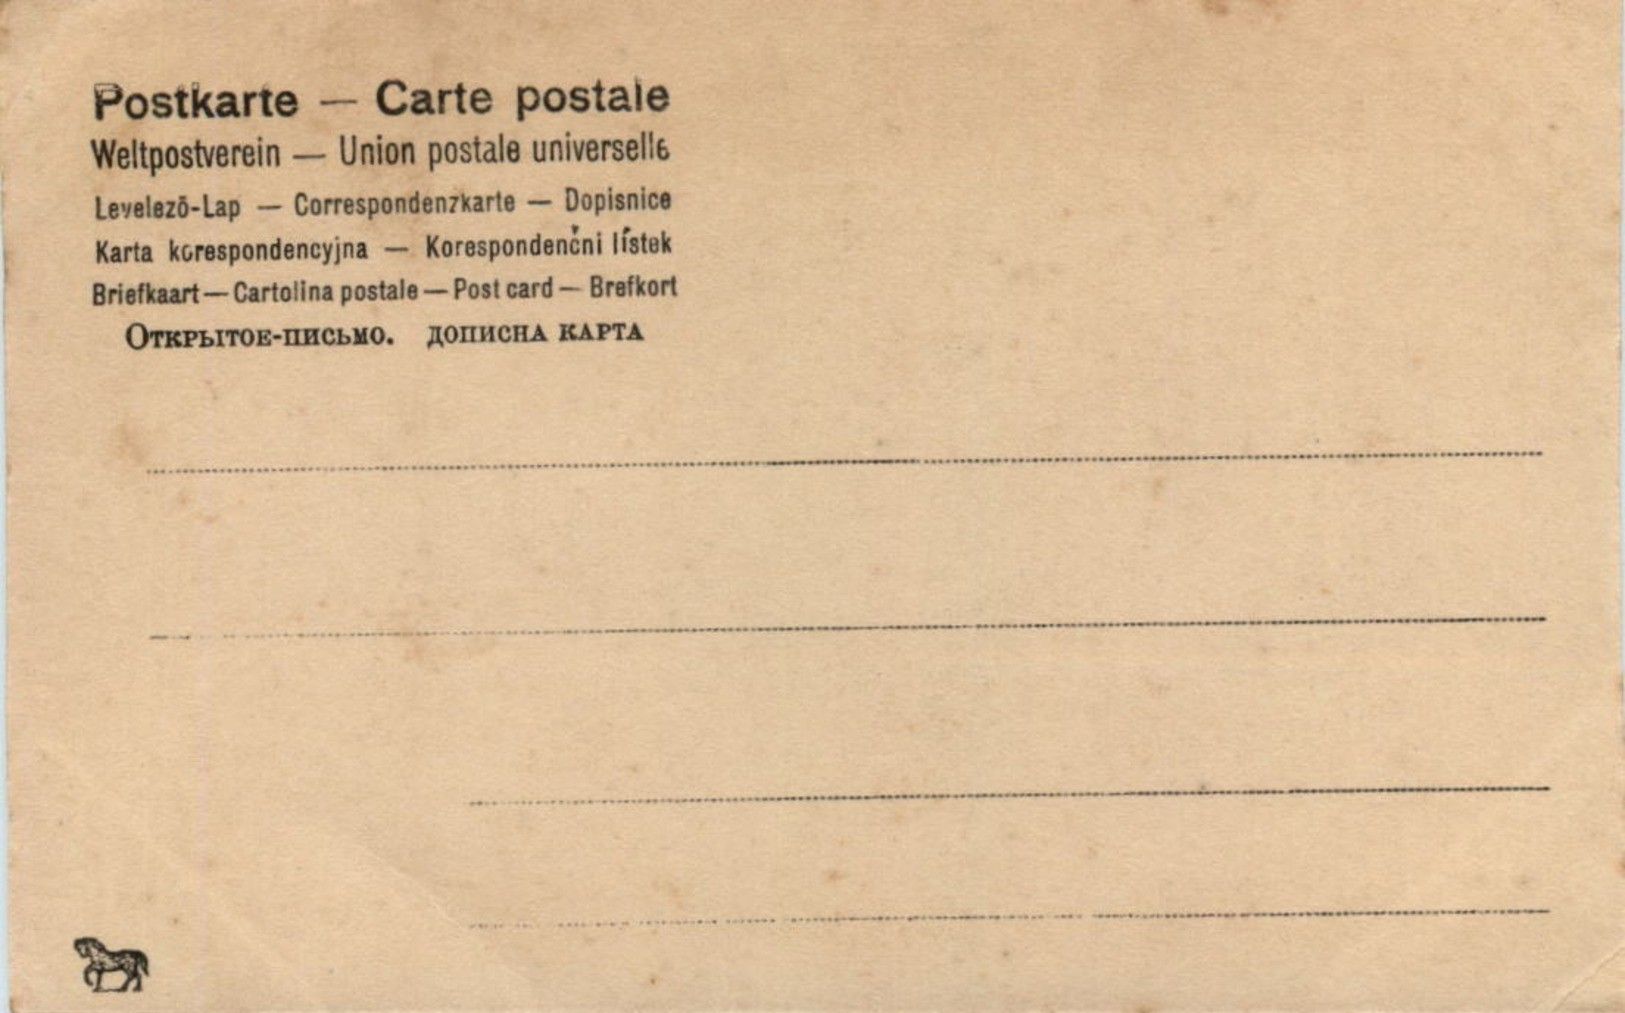 Postkarte — Carte postale
Weltpostverein — Union postale universelle
Levelező-Lap — Correspondenzkarte — Dopisnice
Karta korespondencyjna — Korespondenční lístek
Briefkaart — Cartolina postale — Post card — Brefkort
Открытое-письмо. дописна карта